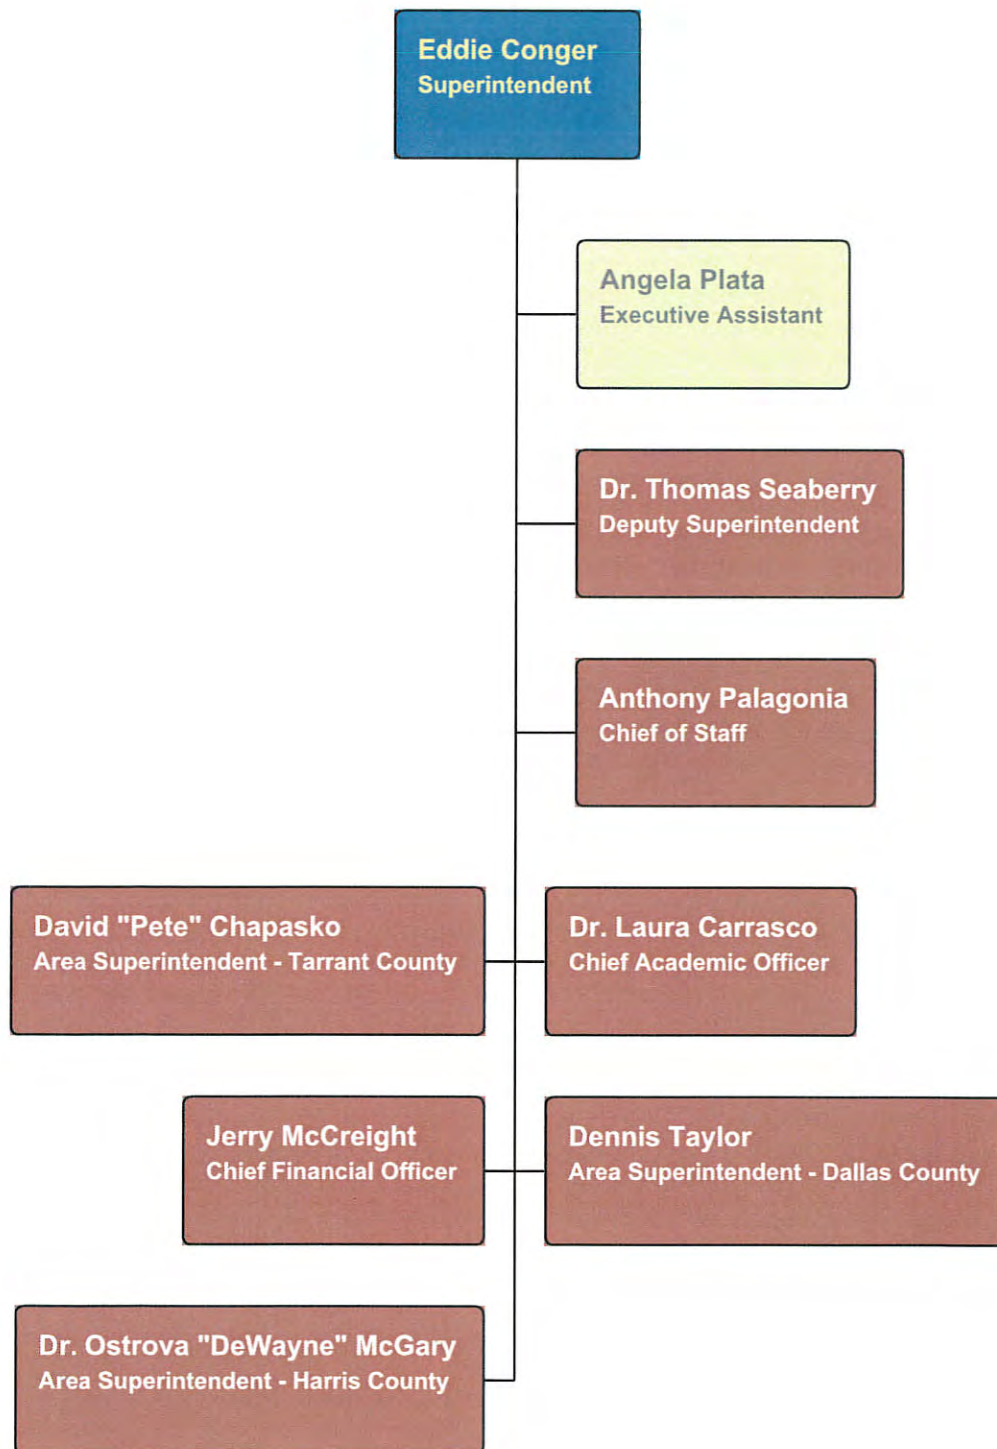 Eddie Conger
Superintendent
Angela Plata
Executive Assistant
Dr. Thomas Seaberry
Deputy Superintendent
Anthony Palagonia
Chief of Staff
David "Pete" Chapasko
Area Superintendent - Tarrant County
Dr. Laura Carrasco
Chief Academic Officer
Jerry McCreight
Chief Financial Officer
Dennis Taylor
Area Superintendent - Dallas County
Dr. Ostrova "DeWayne" McGary
Area Superintendent - Harris County